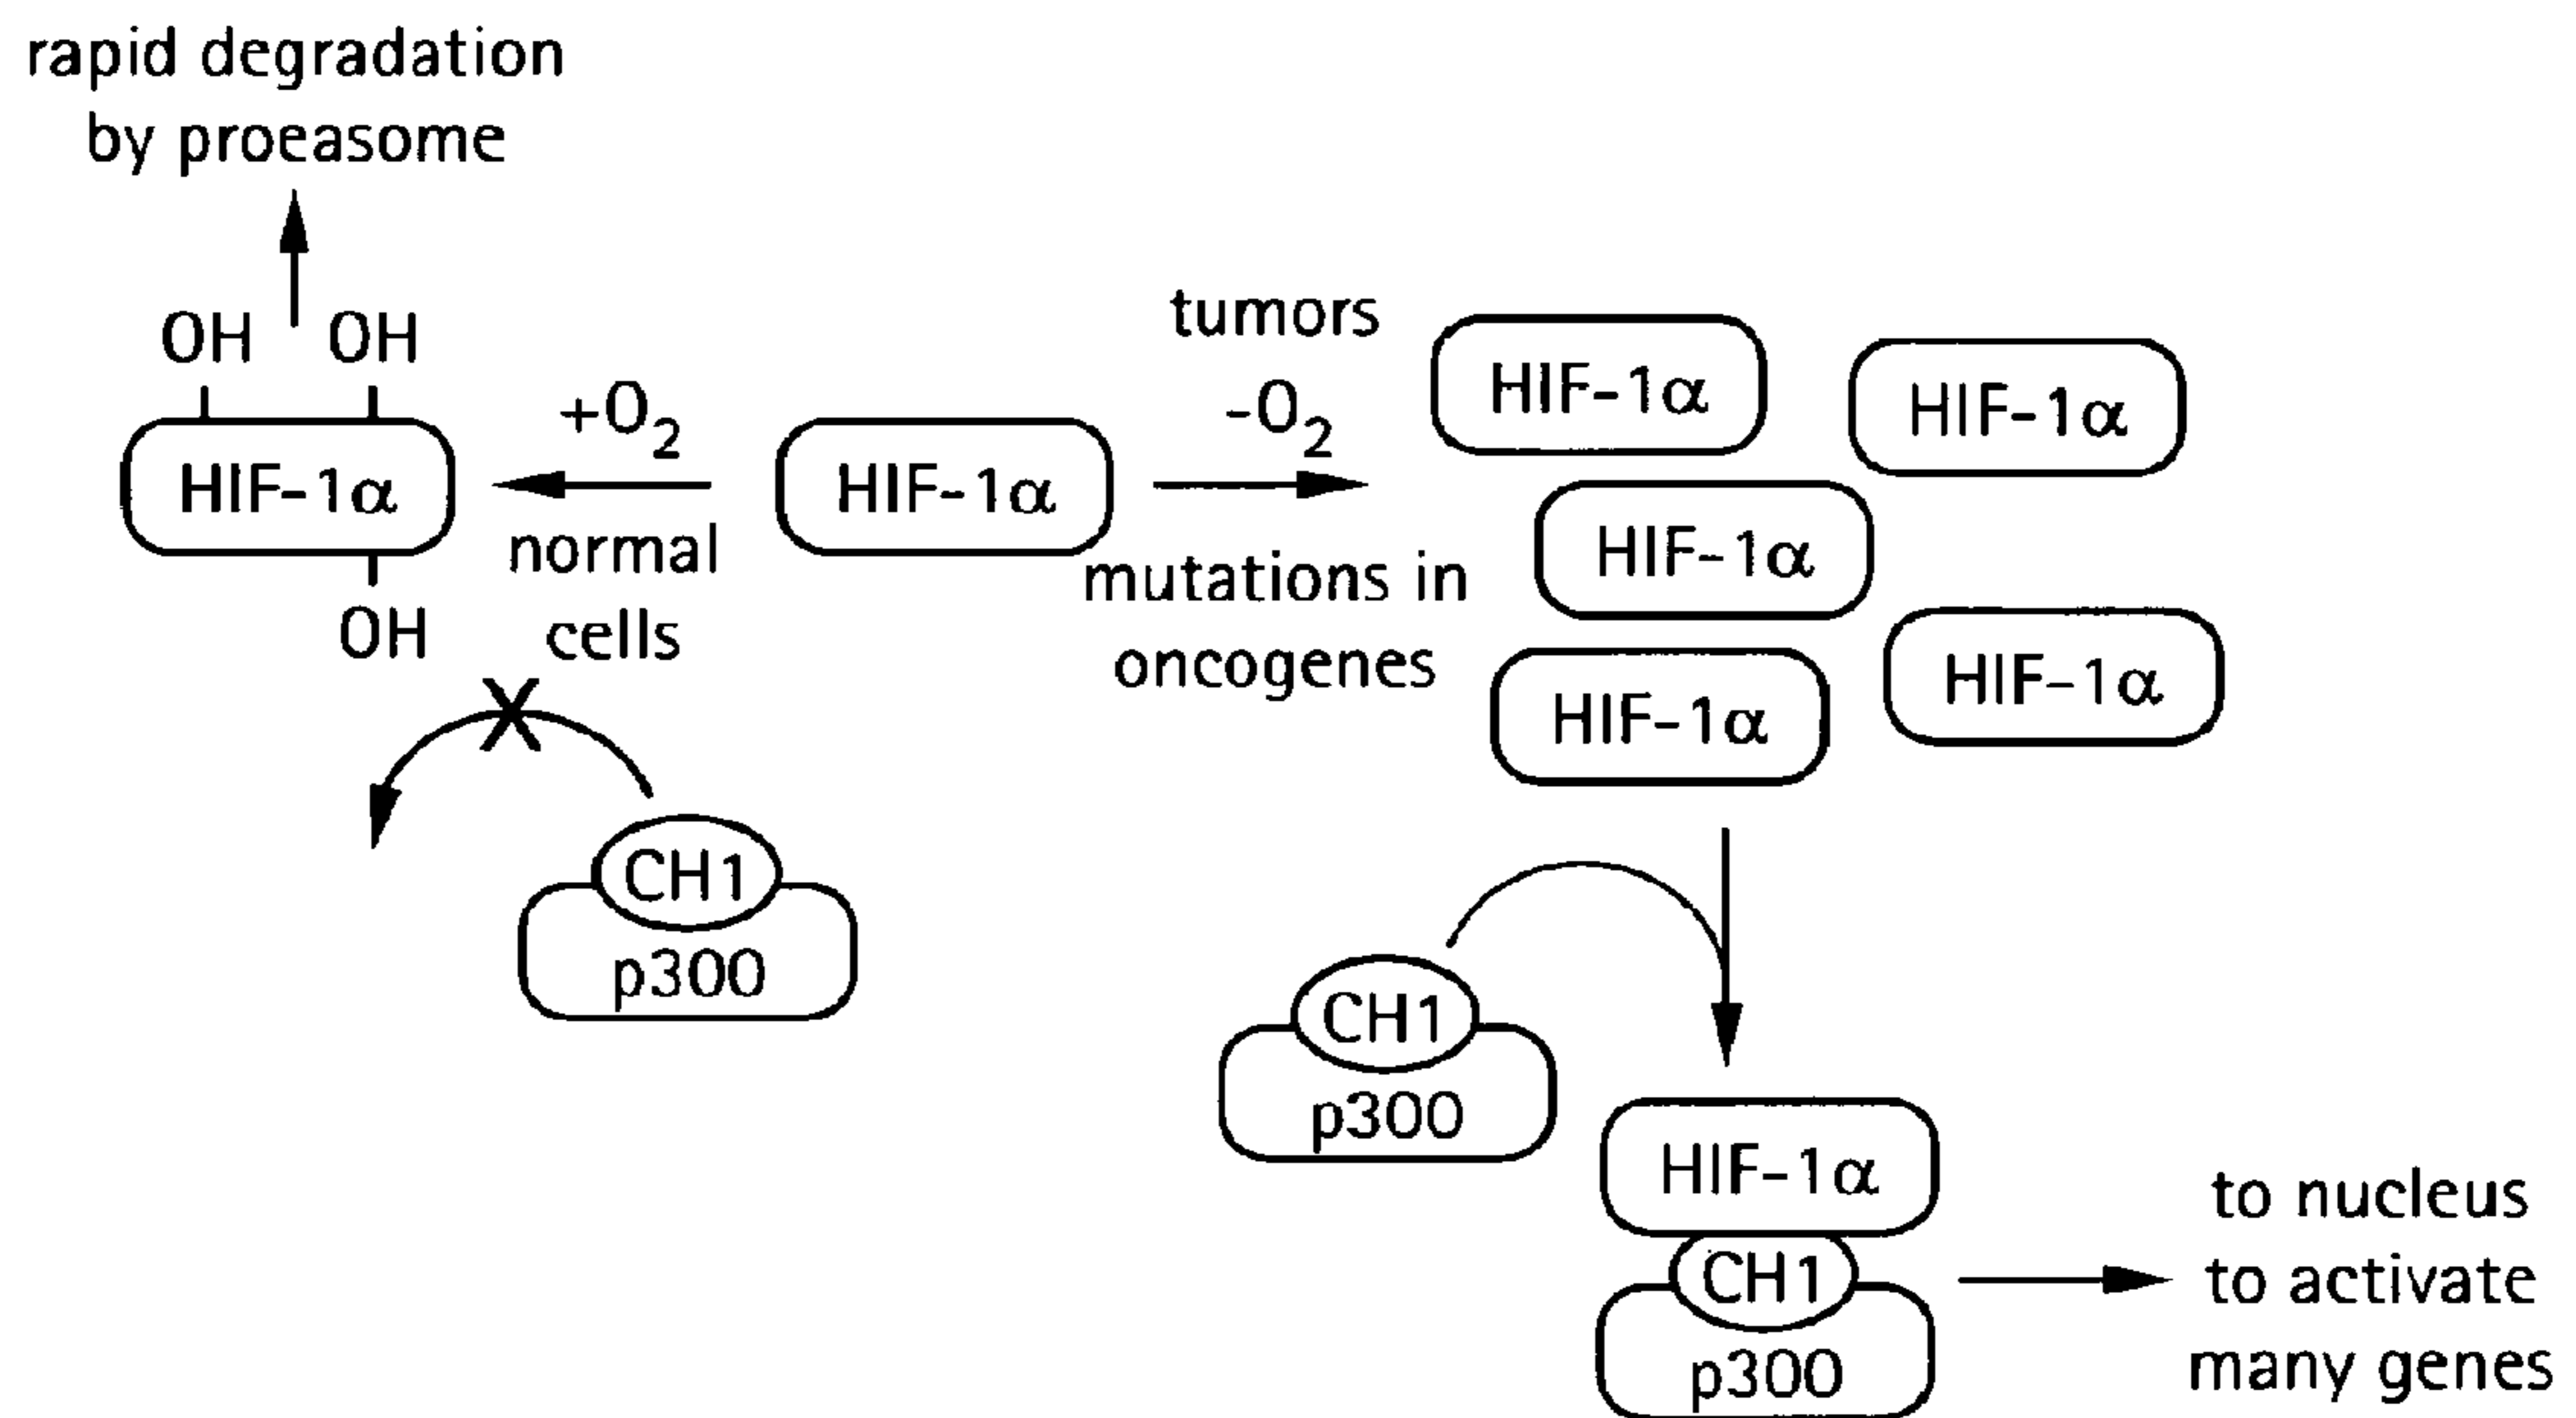 rapid degradation
by proeasome
OH OH
HIF-1α
OH
+O₂
normal
cells
HIF-1α
CH1
p300
tumors
-O₂
mutations in
oncogenes
HIF-1α
HIF-1α
HIF-1α
HIF-1α
HIF-1α
CH1
p300
HIF-1α
CH1
p300
to nucleus
to activate
many genes